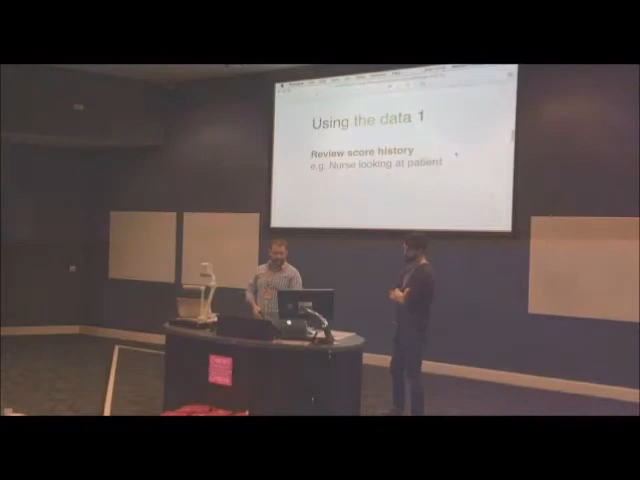 Using the data 1
Review score history
e.g. Nurse looking at patient